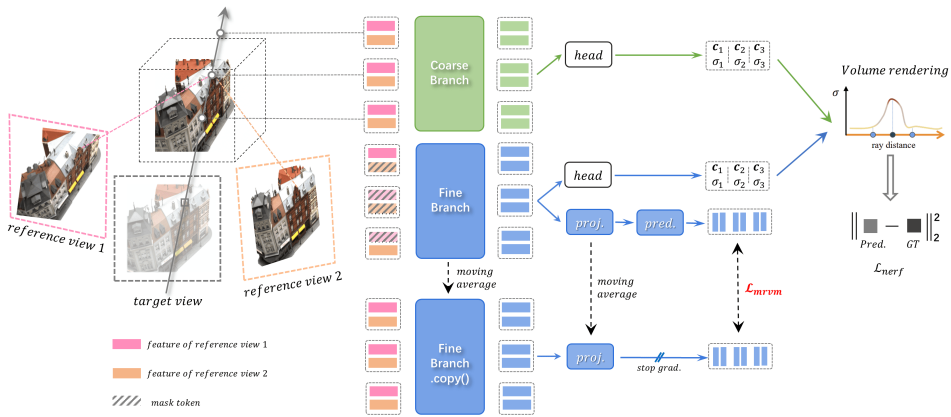 reference view 1
target view
reference view 2
feature of reference view 1
feature of reference view 2
mask token
Coarse
Branch
Fine
Branch
moving
average
Fine
Branch
.copy()
head
c₁ c₂ c₃
σ₁ σ₂ σ₃
head
c₁ c₂ c₃
σ₁ σ₂ σ₃
proj.
pred.
moving
average
ℒmrvm
proj.
stop grad.
Volume rendering
σ
ray distance
‖ − ‖²₂
Pred. GT
ℒnerf